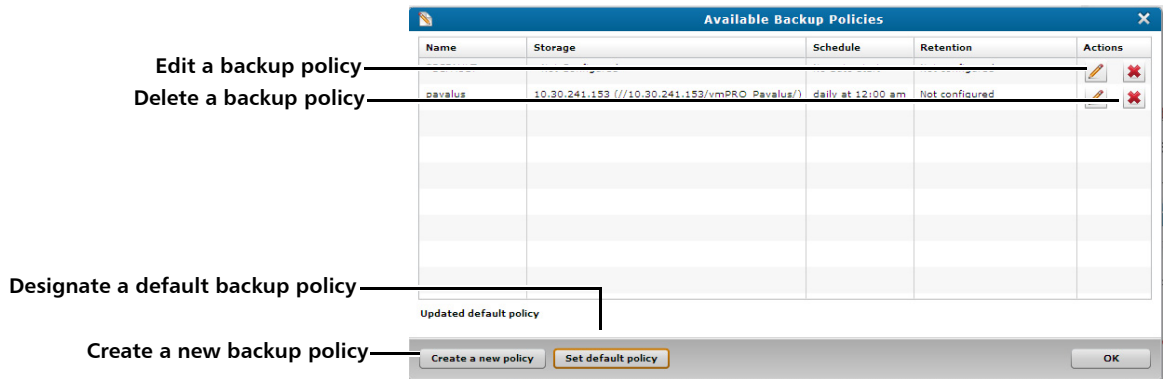 Available Backup Policies
Name Storage Schedule Retention Actions
Edit a backup policy
Delete a backup policy
pavalus 10.30.241.153 (//10.30.241.153/vmPRO_Pavalus/) daily at 12:00 am Not configured
Designate a default backup policy
Updated default policy
Create a new backup policy
Create a new policy Set default policy OK